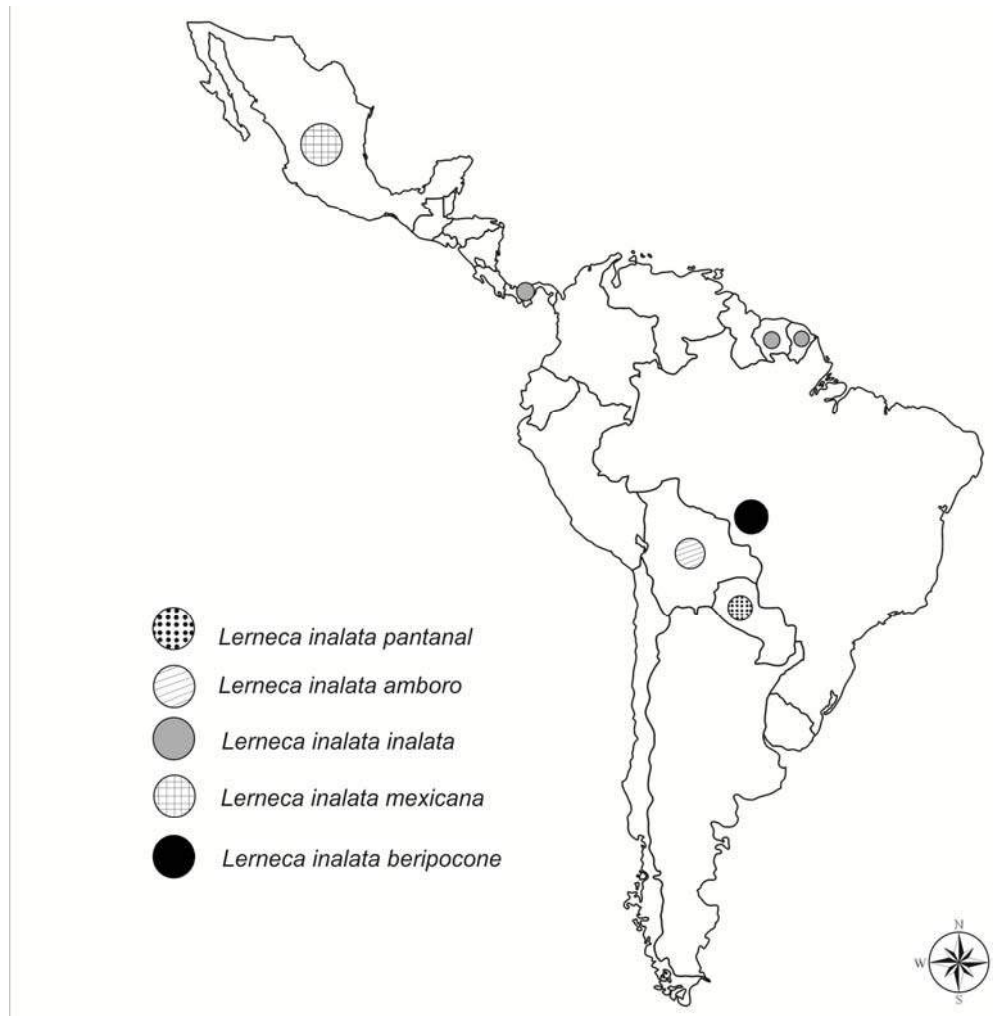 Lerneca inalata pantanal
Lerneca inalata amboro
Lerneca inalata inalata
Lerneca inalata mexicana
Lerneca inalata beripocone
N
W
S